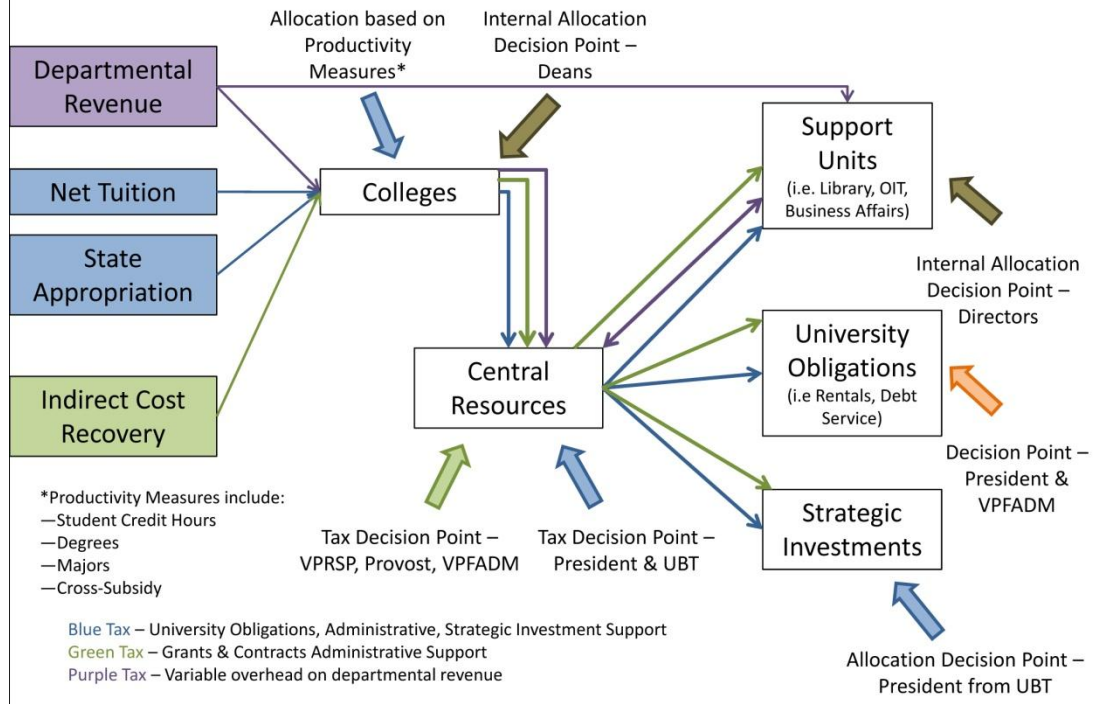 Allocation based on
Productivity
Measures*
Internal Allocation
Decision Point –
Deans
Departmental
Revenue
Net Tuition
State
Appropriation
Indirect Cost
Recovery
Colleges
Central
Resources
Support
Units
(i.e. Library, OIT,
Business Affairs)
Internal Allocation
Decision Point –
Directors
University
Obligations
(i.e Rentals, Debt
Service)
Decision Point –
President &
VPFADM
Strategic
Investments
Allocation Decision Point –
President from UBT
Tax Decision Point –
VPRSP, Provost, VPFADM
Tax Decision Point –
President & UBT
*Productivity Measures include:
—Student Credit Hours
—Degrees
—Majors
—Cross-Subsidy
Blue Tax – University Obligations, Administrative, Strategic Investment Support
Green Tax – Grants & Contracts Administrative Support
Purple Tax – Variable overhead on departmental revenue